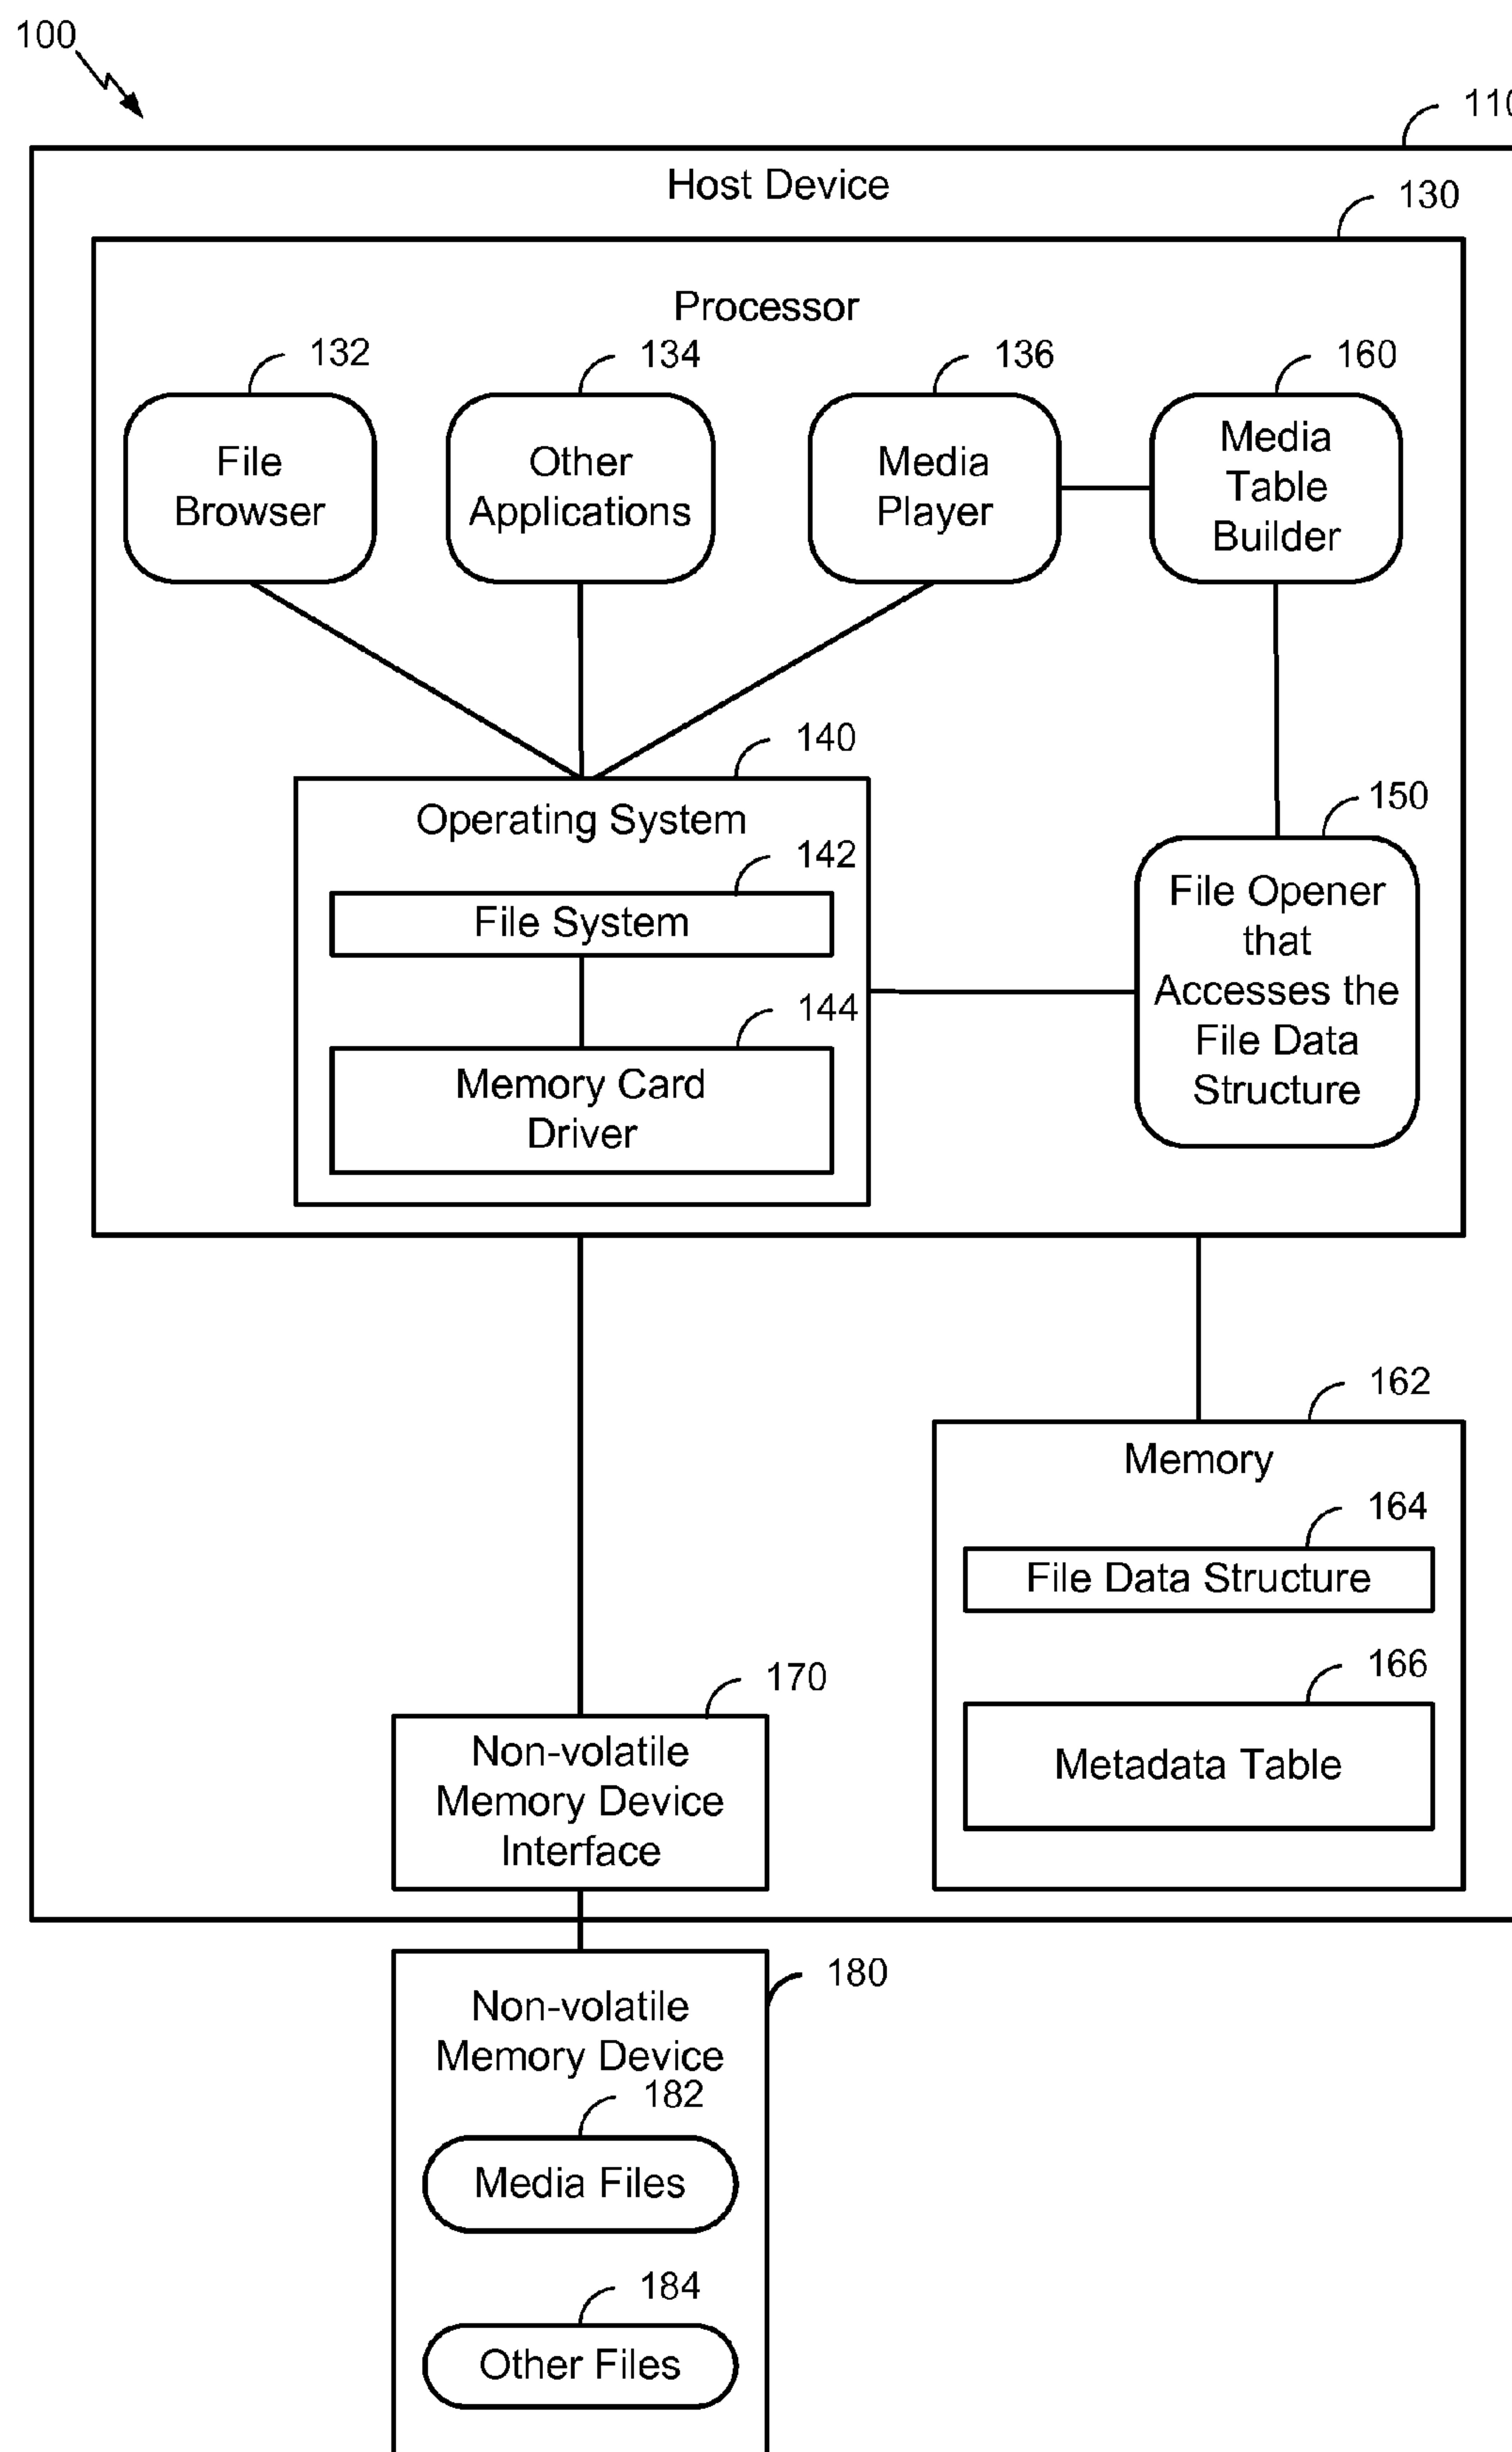 100
110
Host Device
130
Processor
132
134
136
160
File
Browser
Other
Applications
Media
Player
Media
Table
Builder
140
Operating System
142
File System
144
Memory Card
Driver
150
File Opener
that
Accesses the
File Data
Structure
162
Memory
164
File Data Structure
166
Metadata Table
170
Non-volatile
Memory Device
Interface
180
Non-volatile
Memory Device
182
Media Files
184
Other Files